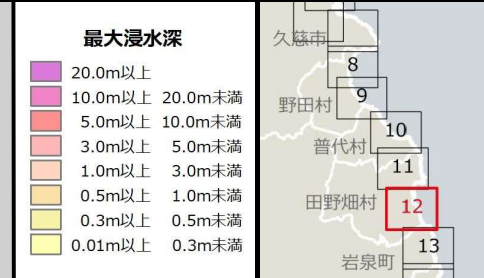 最大浸水深
20.0m以上
10.0m以上 20.0m未満
5.0m以上 10.0m未満
3.0m以上 5.0m未満
1.0m以上 3.0m未満
0.5m以上 1.0m未満
0.3m以上 0.5m未満
0.01m以上 0.3m未満
久慈市
8
9
野田村
10
普代村
11
田野畑村
12
13
岩泉町